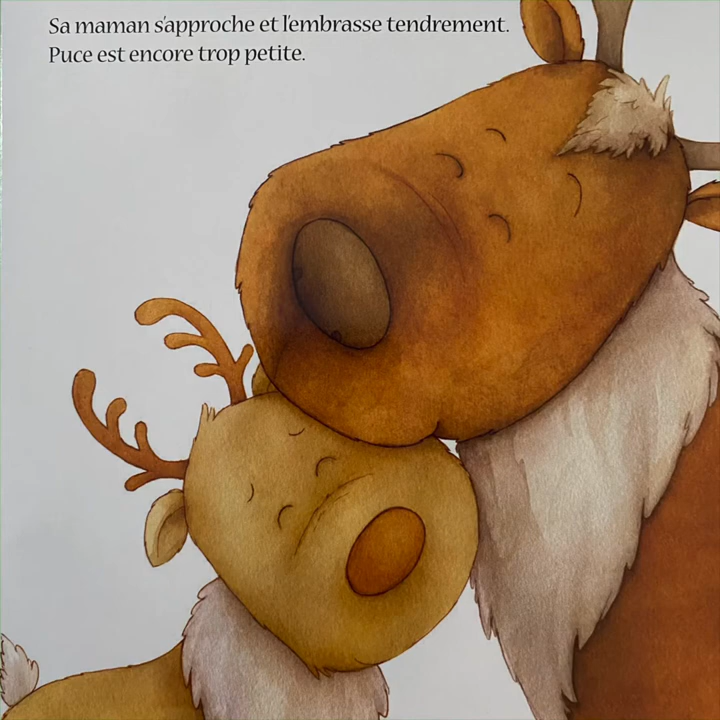 Sa maman s'approche et l'embrasse tendrement.
Puce est encore trop petite.